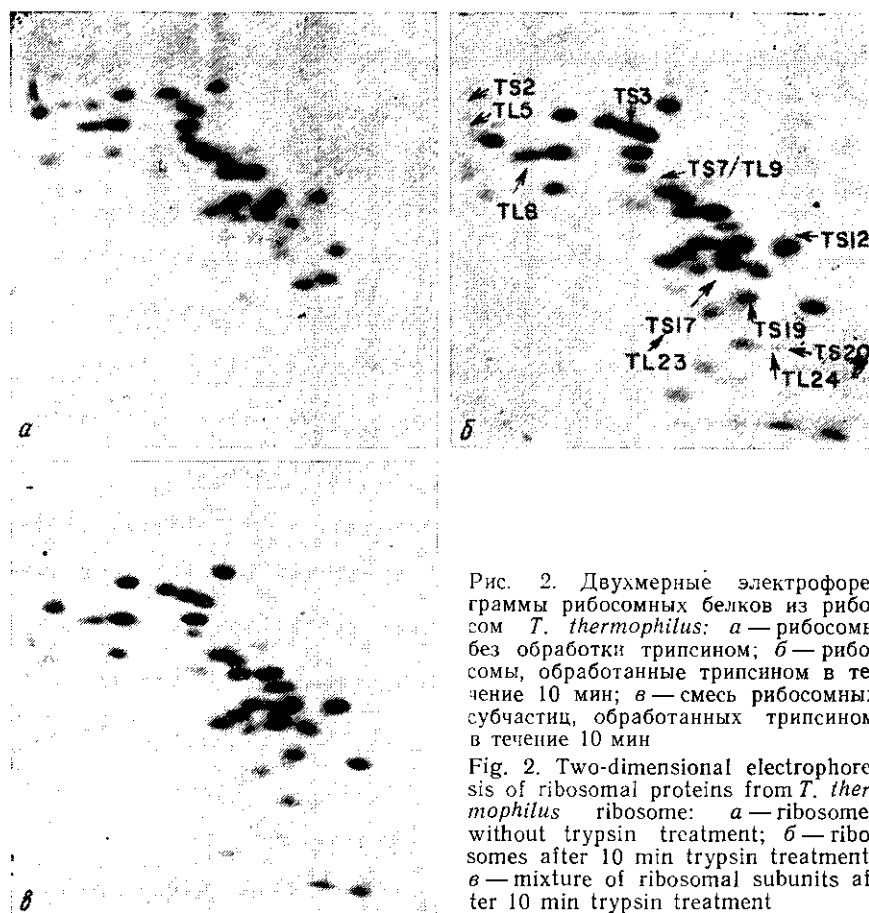 TS2
TL5
TS3
TS7/TL9
TL8
TS12
TS17
TS19
TL23
TS20
TL24
а
б
в
Рис. 2. Двухмерные электрофоре
граммы рибосомных белков из рибо
сом T. thermophilus: а — рибосомы
без обработки трипсином; б — рибо
сомы, обработанные трипсином в те
чение 10 мин; в — смесь рибосомных
субчастиц, обработанных трипсином
в течение 10 мин
Fig. 2. Two-dimensional electrophore
sis of ribosomal proteins from T. ther
mophilus ribosome: а — ribosome
without trypsin treatment; б — ribo
somes after 10 min trypsin treatment
в — mixture of ribosomal subunits af
ter 10 min trypsin treatment